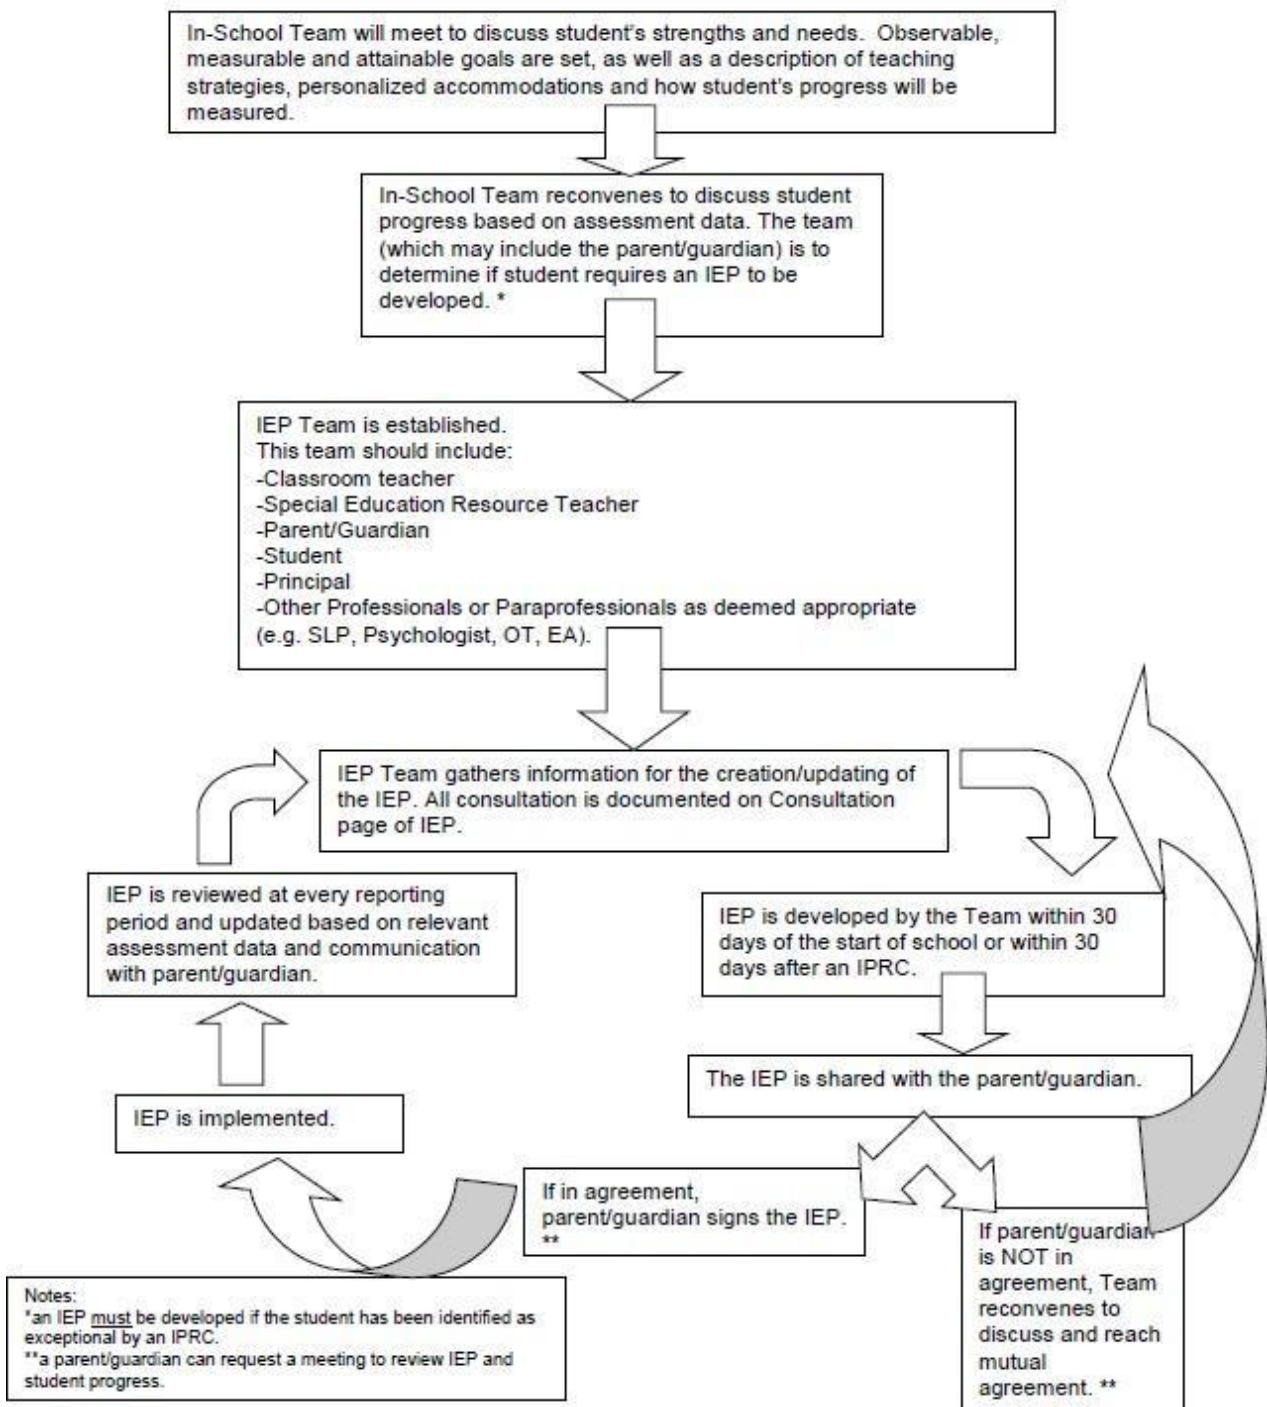 In-School Team will meet to discuss student's strengths and needs.  Observable,
measurable and attainable goals are set, as well as a description of teaching
strategies, personalized accommodations and how student's progress will be
measured.
In-School Team reconvenes to discuss student
progress based on assessment data. The team
(which may include the parent/guardian) is to
determine if student requires an IEP to be
developed. *
IEP Team is established.
This team should include:
-Classroom teacher
-Special Education Resource Teacher
-Parent/Guardian
-Student
-Principal
-Other Professionals or Paraprofessionals as deemed appropriate
(e.g. SLP, Psychologist, OT, EA).
IEP Team gathers information for the creation/updating of
the IEP. All consultation is documented on Consultation
page of IEP.
IEP is developed by the Team within 30
days of the start of school or within 30
days after an IPRC.
The IEP is shared with the parent/guardian.
If parent/guardian
is NOT in
agreement, Team
reconvenes to
discuss and reach
mutual
agreement. **
If in agreement,
parent/guardian signs the IEP.
**
IEP is implemented.
IEP is reviewed at every reporting
period and updated based on relevant
assessment data and communication
with parent/guardian.
Notes:
*an IEP must be developed if the student has been identified as
exceptional by an IPRC.
**a parent/guardian can request a meeting to review IEP and
student progress.